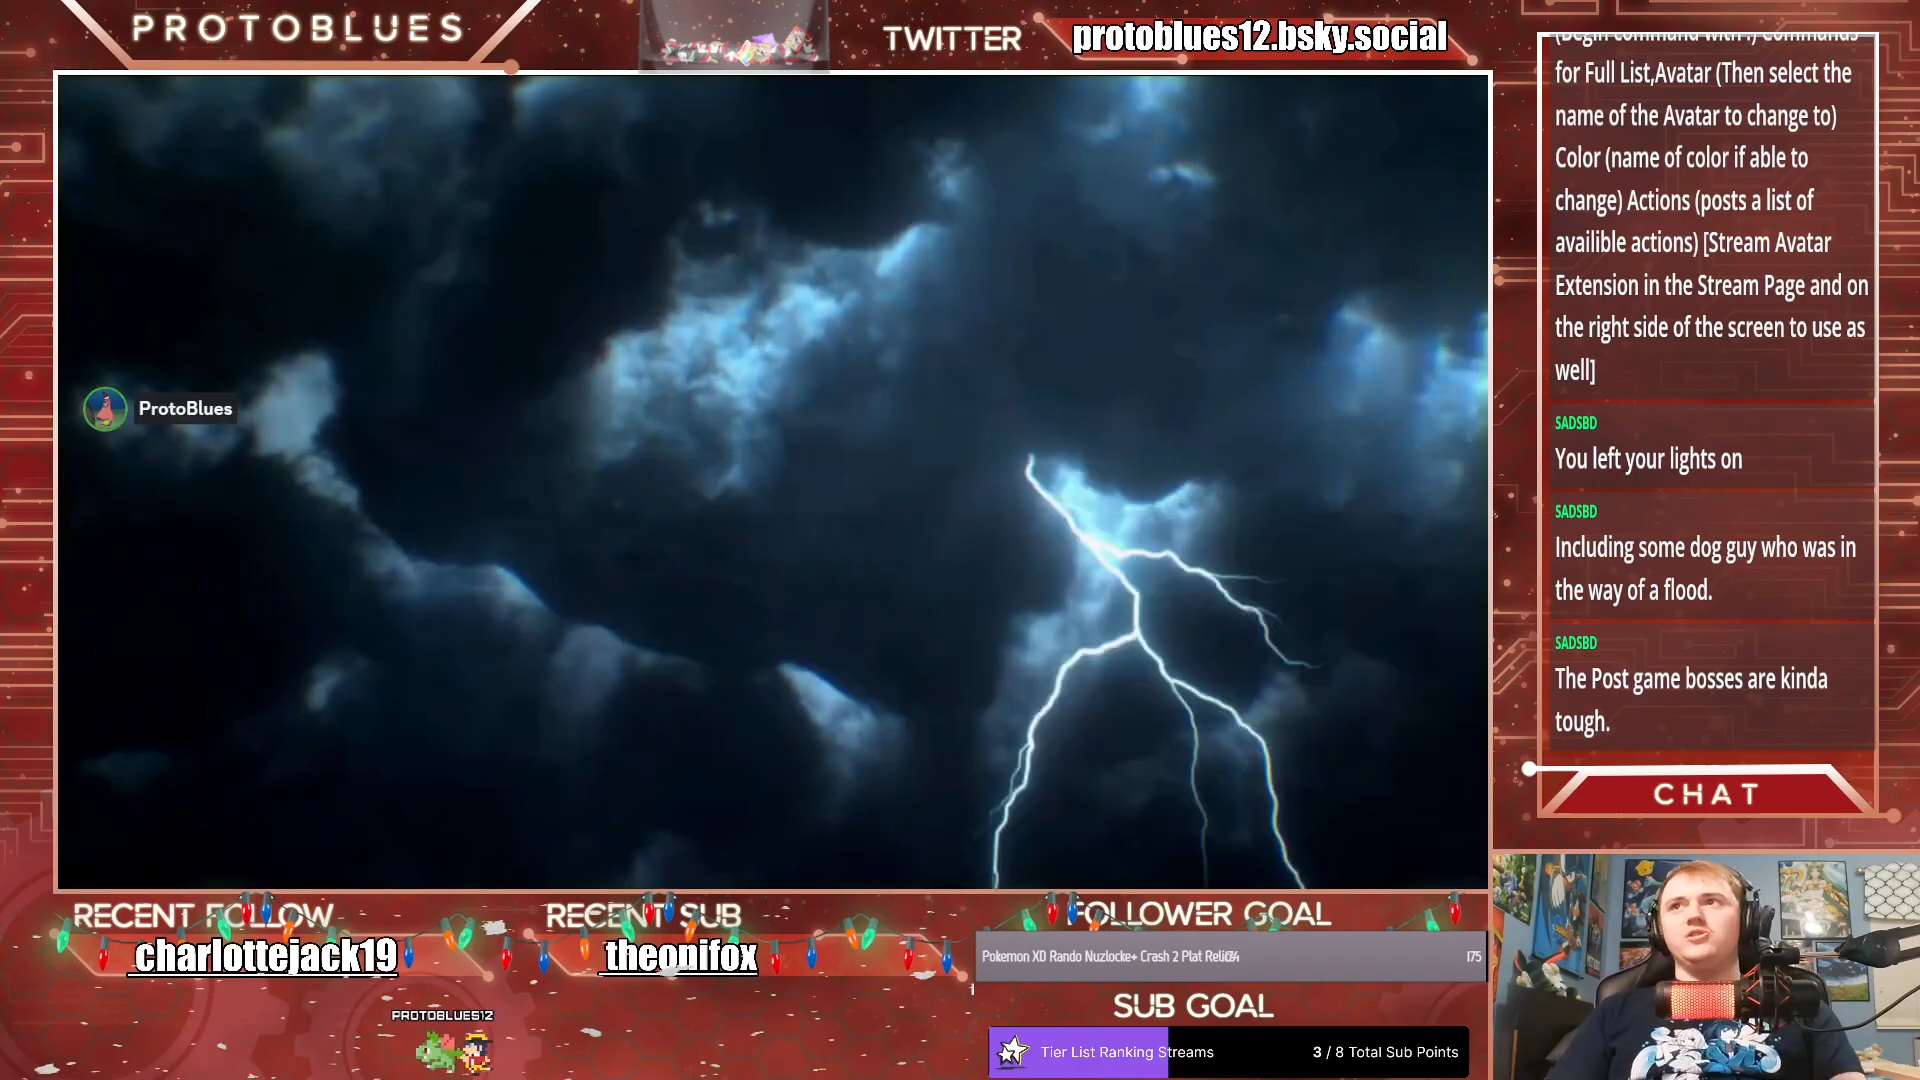 PROTOBLUES
TWITTER
protoblues12.bsky.social
(Begin command with !) Commands
for Full List,Avatar (Then select the
name of the Avatar to change to)
Color (name of color if able to
change) Actions (posts a list of
availible actions) [Stream Avatar
Extension in the Stream Page and on
the right side of the screen to use as
well]
SADSBD
You left your lights on
SADSBD
Including some dog guy who was in
the way of a flood.
SADSBD
The Post game bosses are kinda
tough.
CHAT
ProtoBlues
RECENT FOLLOW
charlottejack19
RECENT SUB
theonifox
FOLLOWER GOAL
Pokemon XD Rando Nuzlocke+ Crash 2 Plat
175
SUB GOAL
Tier List Ranking Streams
3 / 8 Total Sub Points
PROTOBLUES12